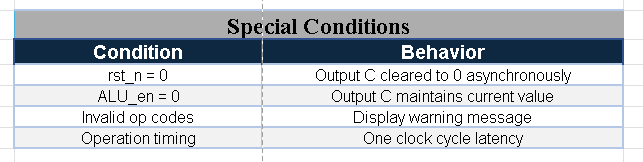 Special Conditions
Condition Behavior
rst_n = 0 Output C cleared to 0 asynchronously
ALU_en = 0 Output C maintains current value
Invalid op codes Display warning message
Operation timing One clock cycle latency